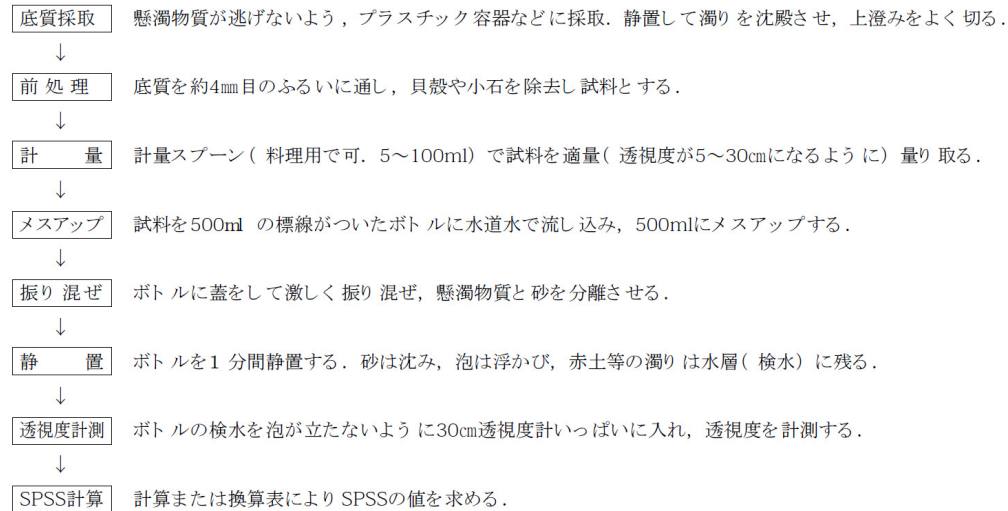 底質採取 懸濁物質が逃げないよう，プラスチック容器などに採取．静置して濁りを沈殿させ，上澄みをよく切る．
↓
前処理 底質を約4㎜目のふるいに通し，貝殻や小石を除去し試料とする．
↓
計量 計量スプーン(料理用で可．5～100ml)で試料を適量(透視度が5～30㎝になるように)量り取る．
↓
メスアップ 試料を500mlの標線がついたボトルに水道水で流し込み，500mlにメスアップする．
↓
振り混ぜ ボトルに蓋をして激しく振り混ぜ，懸濁物質と砂を分離させる．
↓
静置 ボトルを1分間静置する．砂は沈み，泡は浮かび，赤土等の濁りは水層(検水)に残る．
↓
透視度計測 ボトルの検水を泡が立たないように30㎝透視度計いっぱいに入れ，透視度を計測する．
↓
SPSS計算 計算または換算表によりSPSSの値を求める．